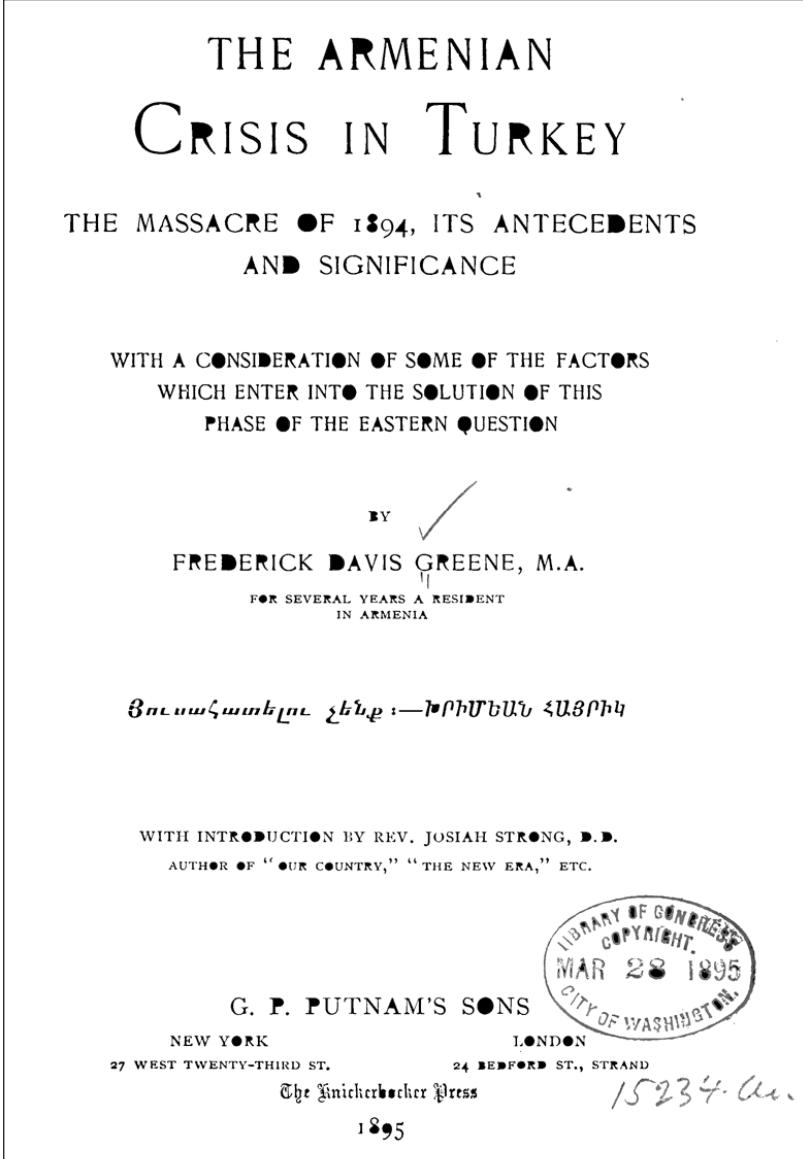 THE ARMENIAN
CRISIS IN TURKEY
THE MASSACRE OF 1894, ITS ANTECEDENTS
AND SIGNIFICANCE
WITH A CONSIDERATION OF SOME OF THE FACTORS
WHICH ENTER INTO THE SOLUTION OF THIS
PHASE OF THE EASTERN QUESTION
BY
FREDERICK DAVIS GREENE, M.A.
FOR SEVERAL YEARS A RESIDENT
IN ARMENIA
Յուսահատելու չենք ։—ԽՐԻՄԵԱՆ ՀԱՅՐԻԿ
WITH INTRODUCTION BY REV. JOSIAH STRONG, D.D.
AUTHOR OF "OUR COUNTRY," "THE NEW ERA," ETC.
LIBRARY OF CONGRESS
COPYRIGHT.
MAR 28 1895
CITY OF WASHINGTON.
G. P. PUTNAM'S SONS
NEW YORK LONDON
27 WEST TWENTY-THIRD ST. 24 BEDFORD ST., STRAND
The Knickerbocker Press
15234
1895